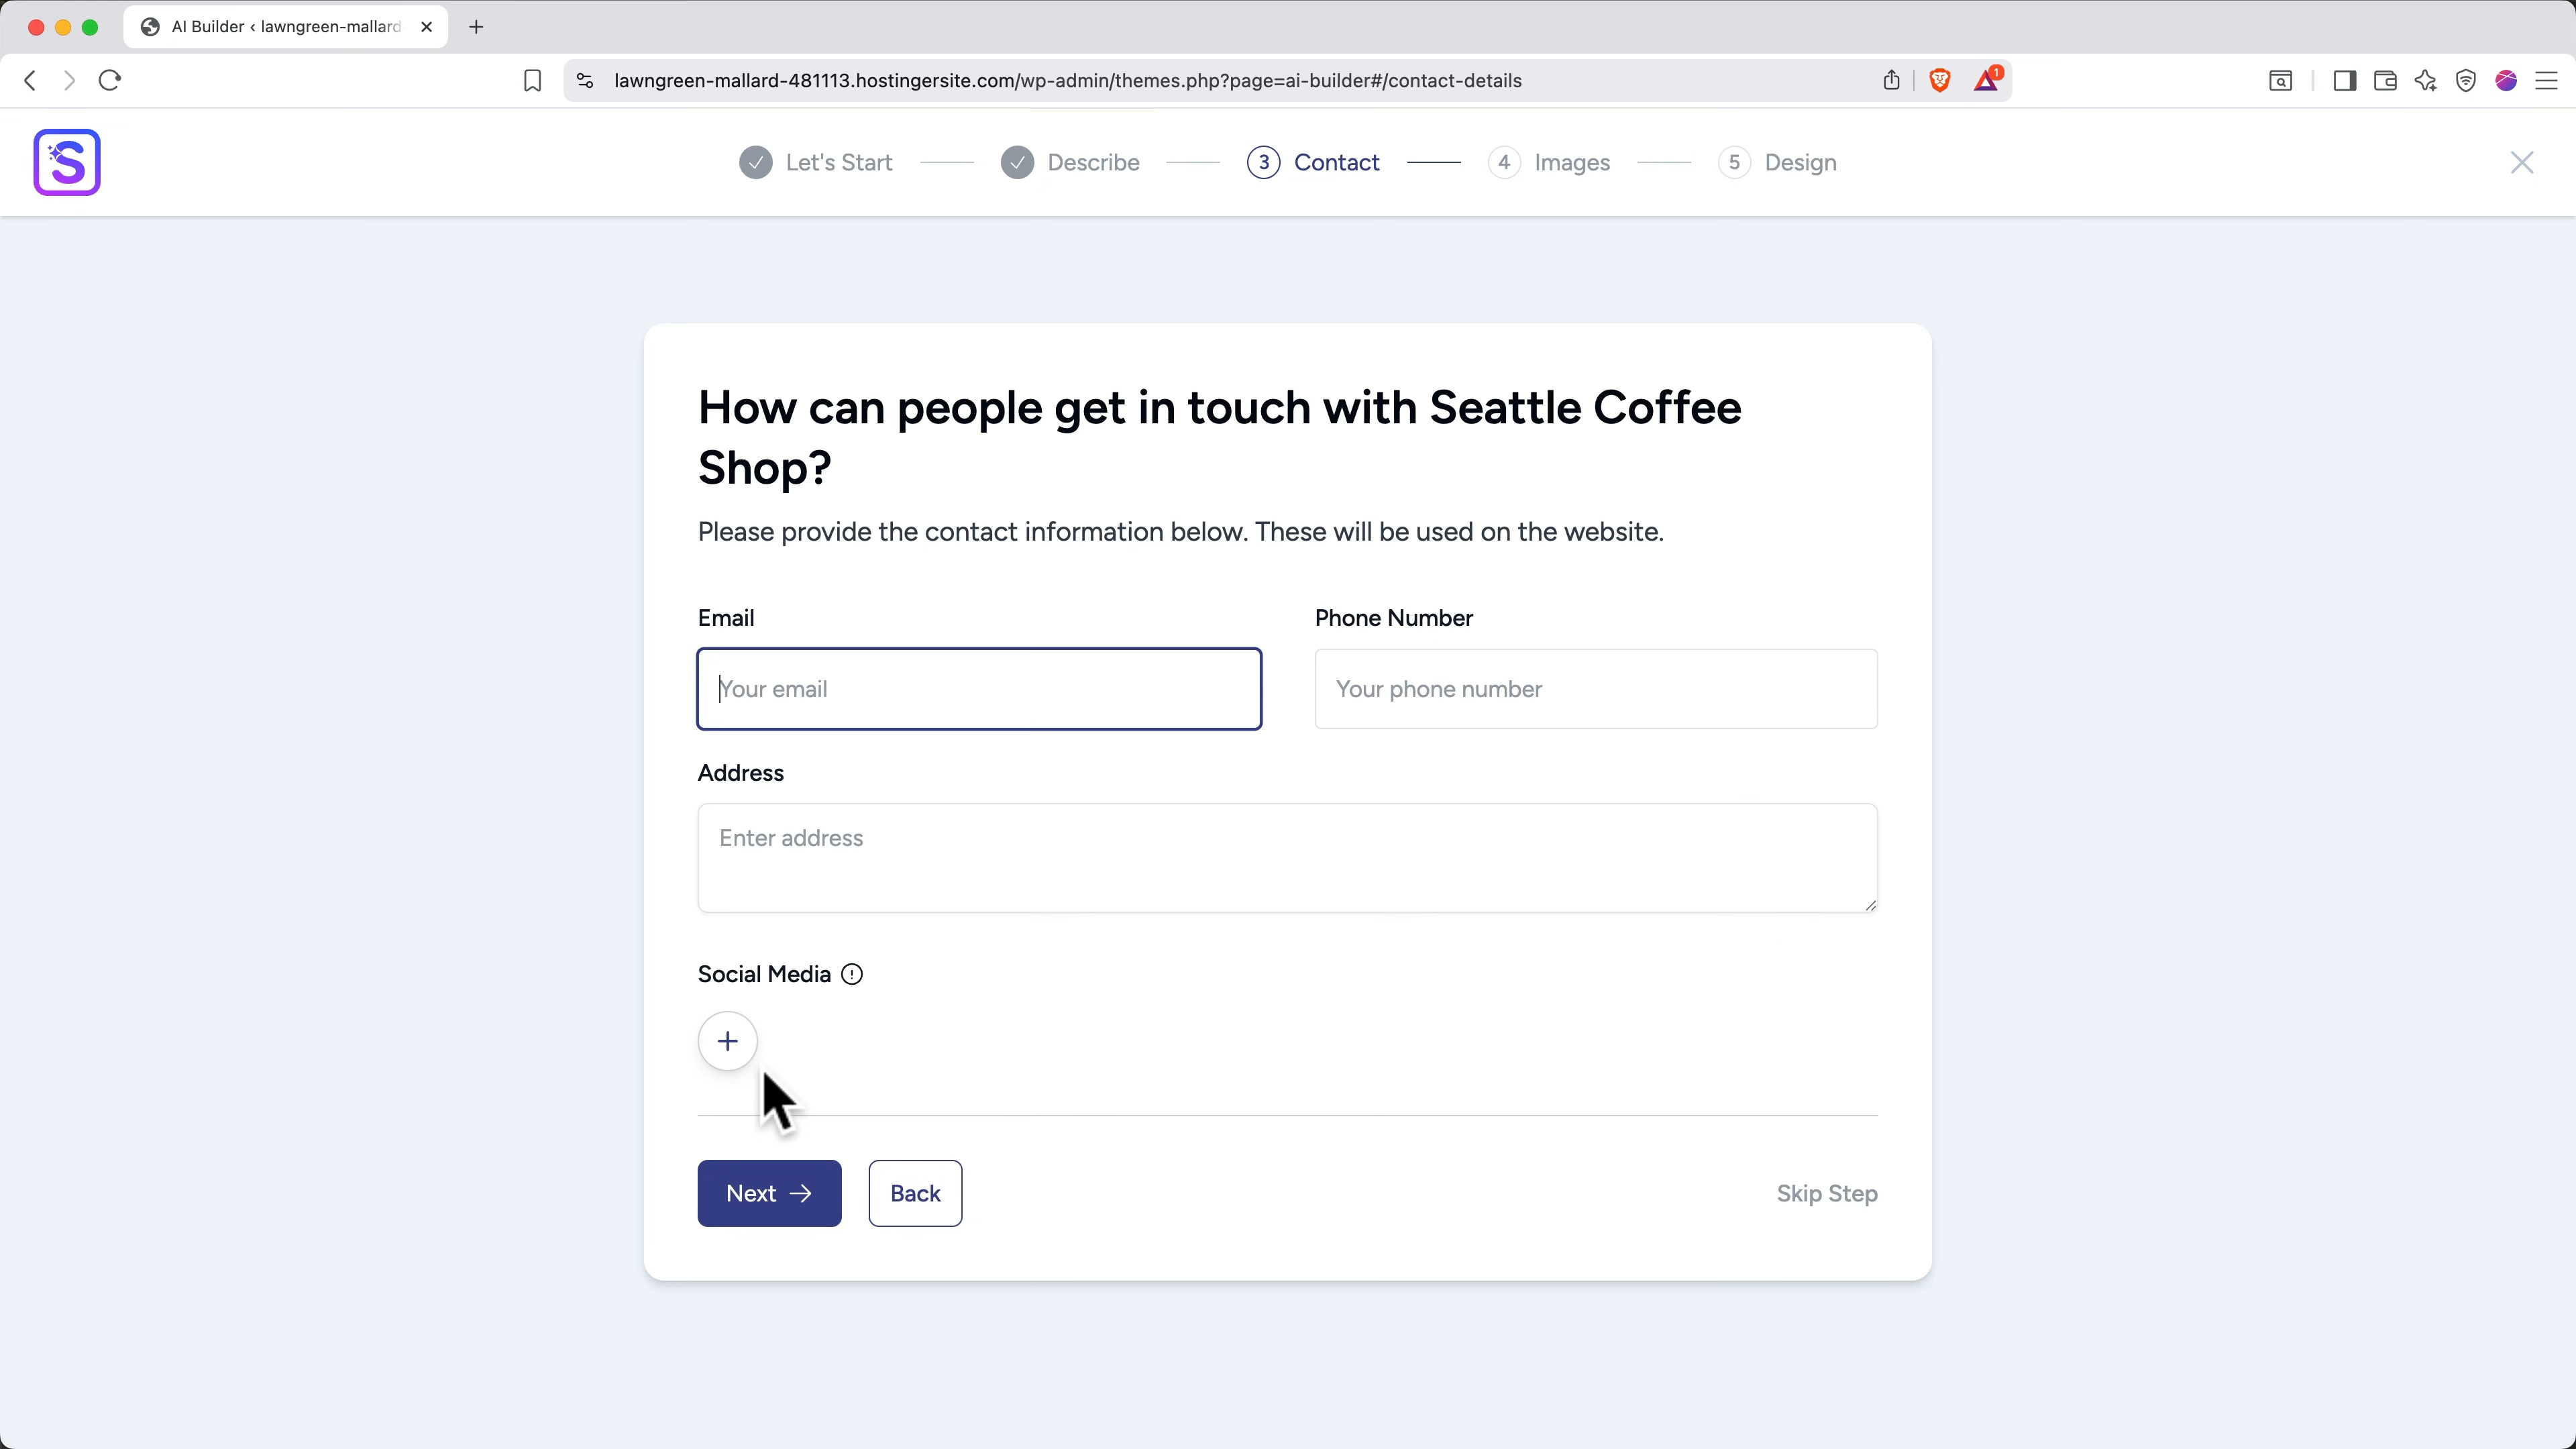 AI Builder ‹ lawngreen-mallard
lawngreen-mallard-481113.hostingersite.com/wp-admin/themes.php?page=ai-builder#/contact-details
1
S
Let's Start
Describe
3 Contact
4 Images
5 Design
How can people get in touch with Seattle Coffee
Shop?
Please provide the contact information below. These will be used on the website.
Email
Phone Number
Your email
Your phone number
Address
Enter address
Social Media
Next
Back
Skip Step